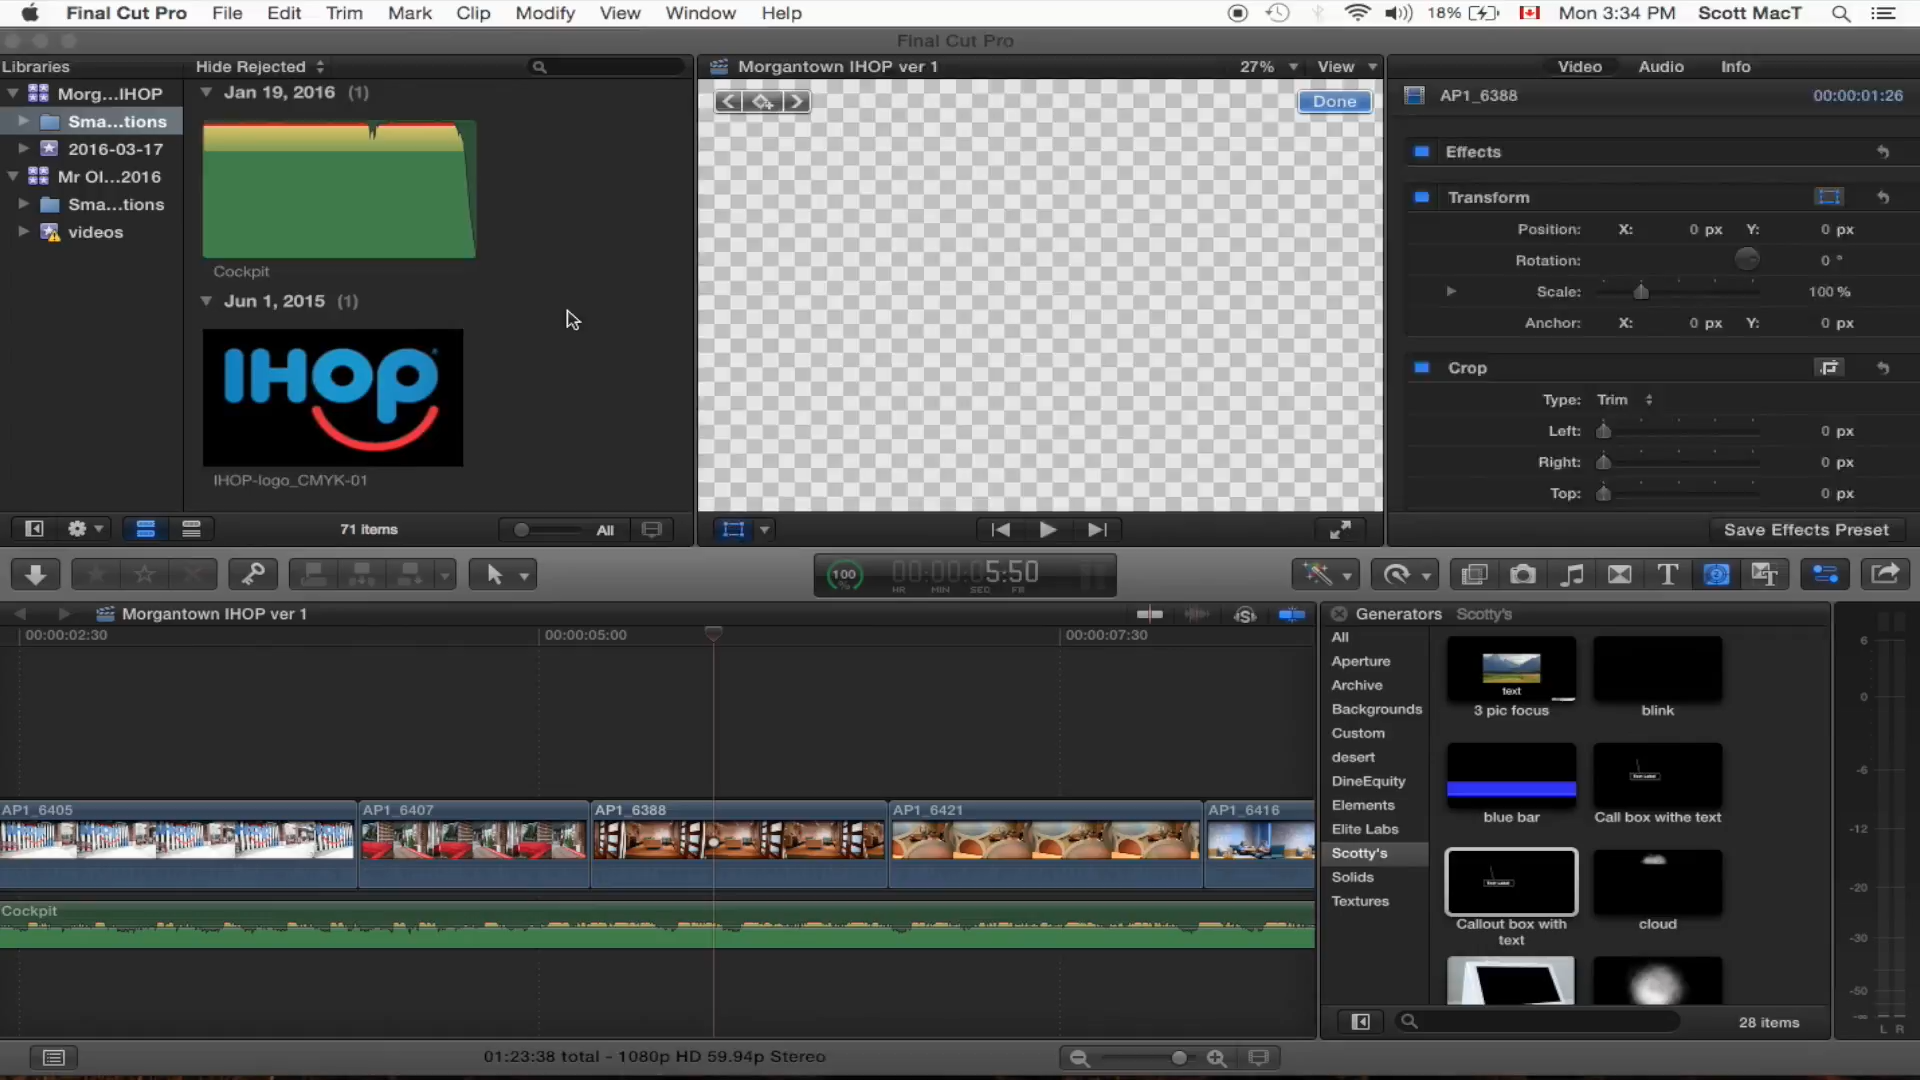 Final Cut Pro File Edit Trim Mark Clip Modify View Window Help 18% Mon 3:34 PM Scott MacT
Final Cut Pro
Libraries
Hide Rejected
Morgantown IHOP ver 1
27% View
Video Audio Info
Morg...IHOP
Sma...tions
2016-03-17
Mr Ol...2016
Sma...tions
videos
Jan 19, 2016 (1)
Cockpit
Jun 1, 2015 (1)
IHOP
IHOP-logo_CMYK-01
71 items
All
Done
AP1_6388 00:00:01:26
Effects
Transform
Position: X: 0 px Y: 0 px
Rotation: 0 °
Scale: 100 %
Anchor: X: 0 px Y: 0 px
Crop
Type: Trim
Left: 0 px
Right: 0 px
Top: 0 px
Save Effects Preset
100 % 00:00:05:50
HR MIN SEC FR
Morgantown IHOP ver 1
00:00:02:30 00:00:05:00 00:00:07:30
AP1_6405 AP1_6407 AP1_6388 AP1_6421 AP1_6416
Cockpit
01:23:38 total - 1080p HD 59.94p Stereo
Generators Scotty's
All
Aperture
Archive
Backgrounds
Custom
desert
DineEquity
Elements
Elite Labs
Scotty's
Solids
Textures
text
3 pic focus
blink
blue bar
Call box withe text
Callout box with
text
cloud
28 items
6
0
-6
-12
-20
-30
-50
-∞
L R